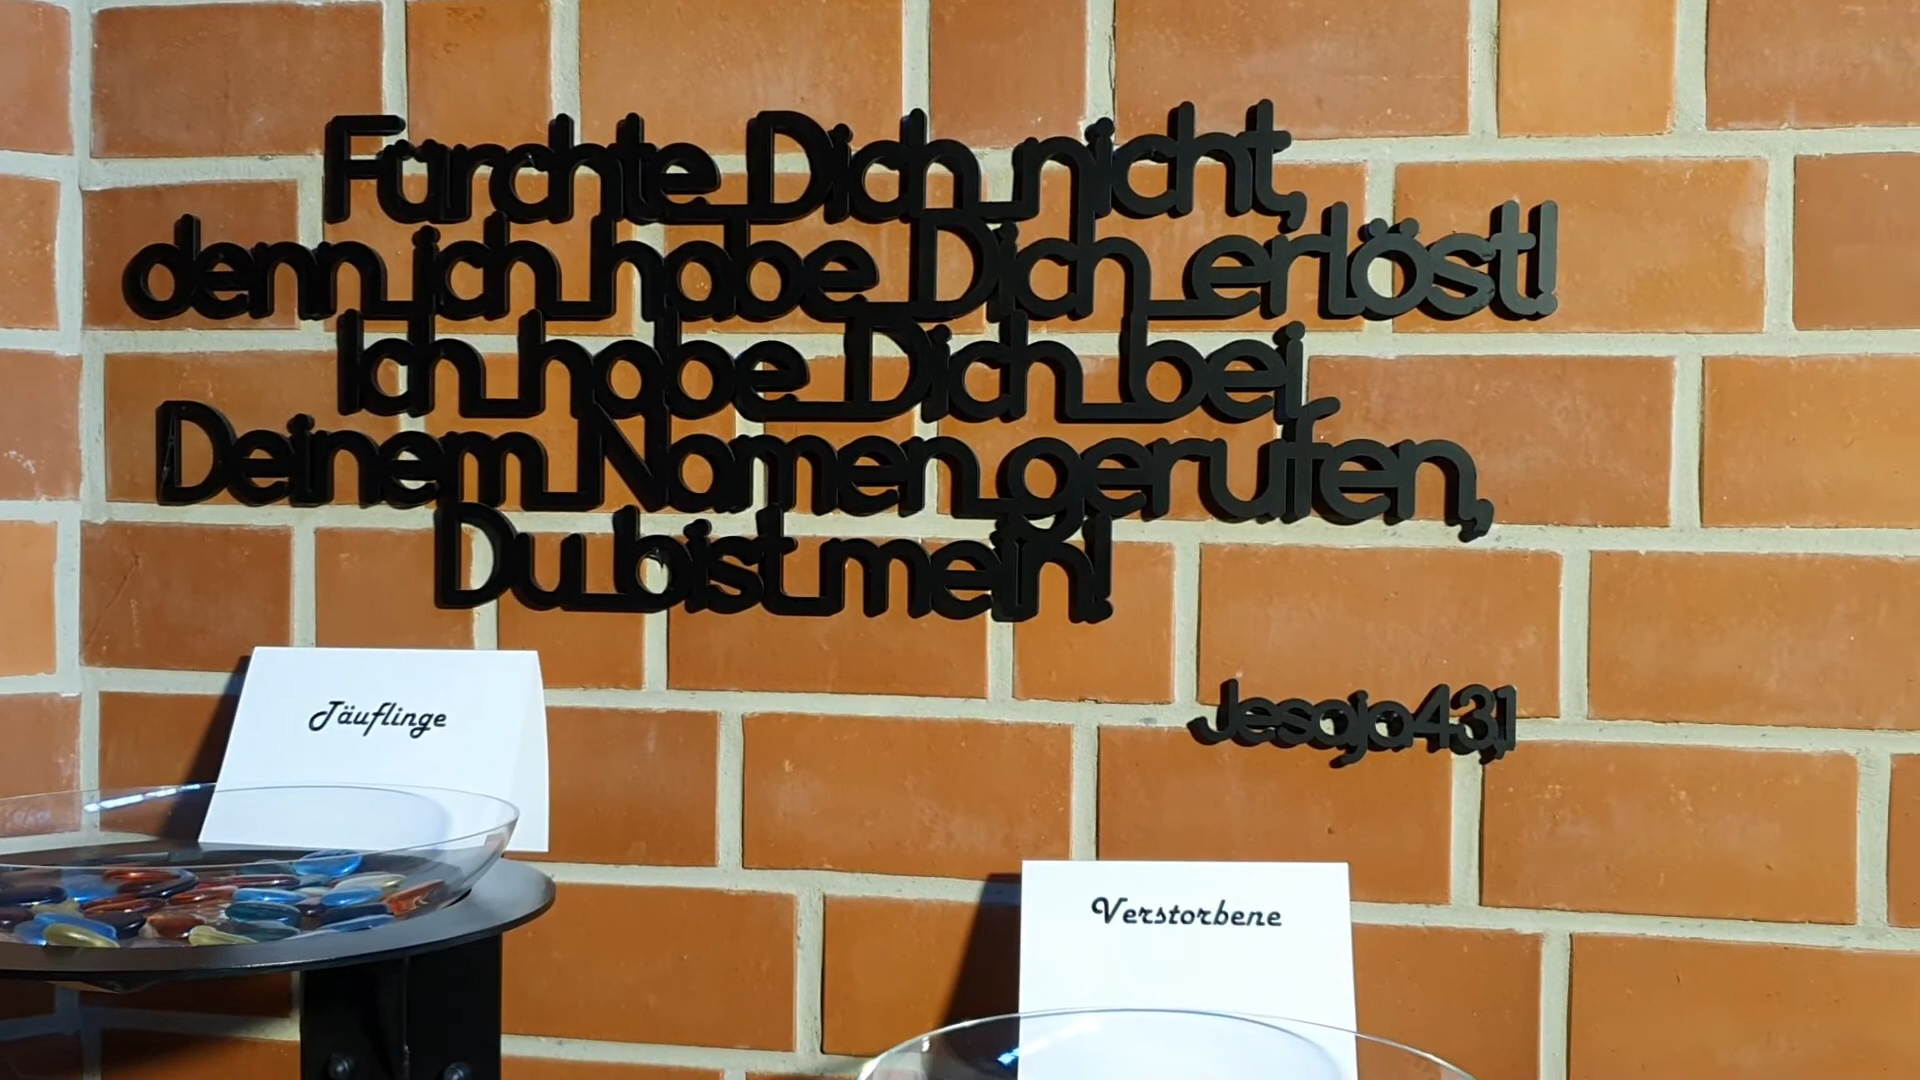 Fürchte Dich nicht,
denn ich habe Dich erlöst!
Ich habe Dich bei
Deinem Namen gerufen,
Du bist mein!
Jesaja 43,1
Täuflinge
Verstorbene